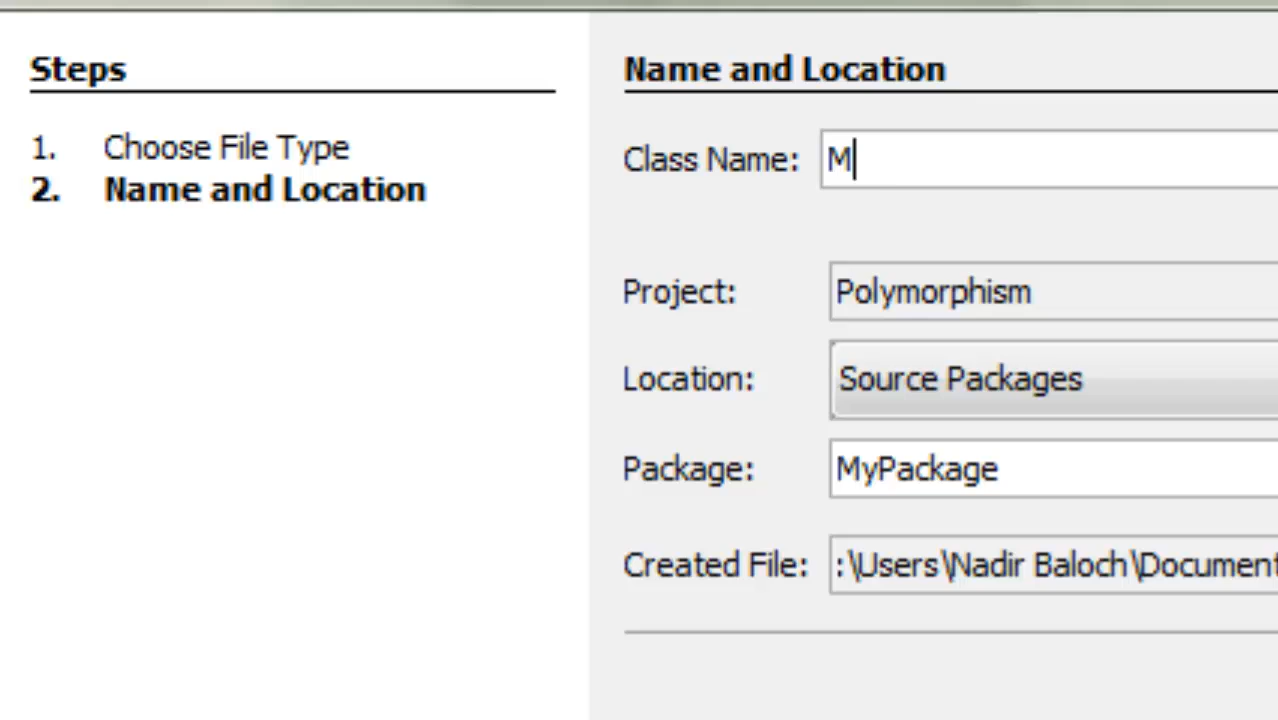 Steps
1. Choose File Type
2. Name and Location
Name and Location
Class Name: M
Project: Polymorphism
Location: Source Packages
Package: MyPackage
Created File: :\Users\Nadir Baloch\Document